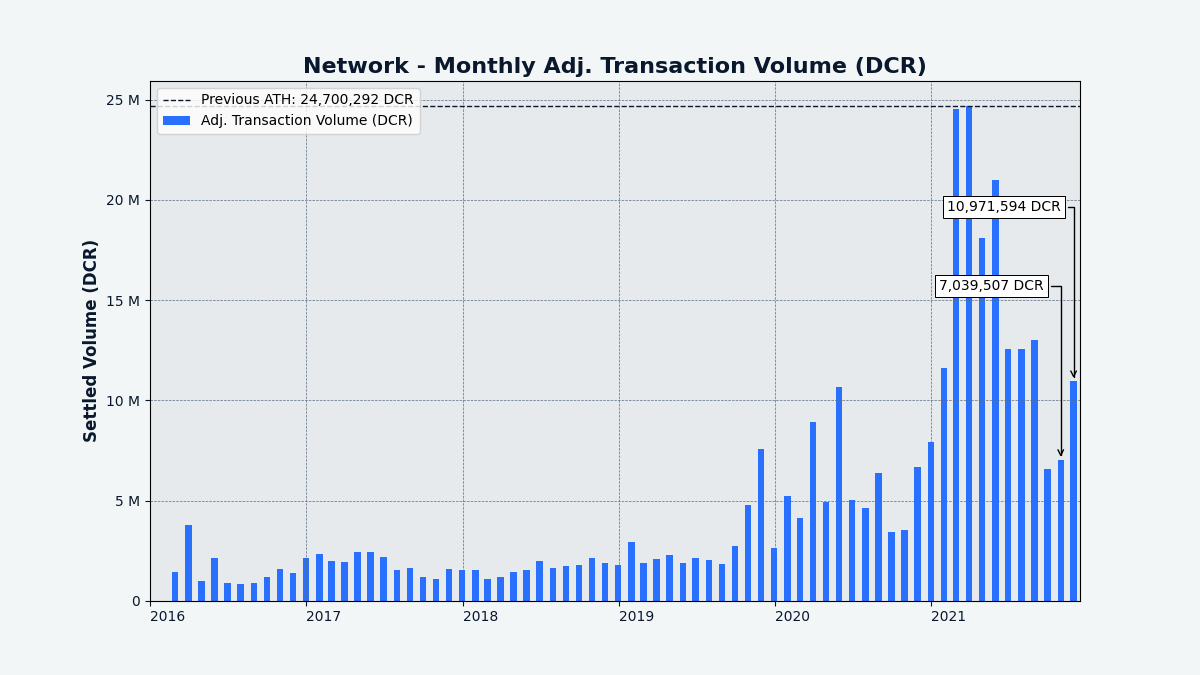 Network - Monthly Adj. Transaction Volume (DCR)
Previous ATH: 24,700,292 DCR
Adj. Transaction Volume (DCR)
Settled Volume (DCR)
25 M
20 M
15 M
10 M
5 M
0
10,971,594 DCR
7,039,507 DCR
2016
2017
2018
2019
2020
2021